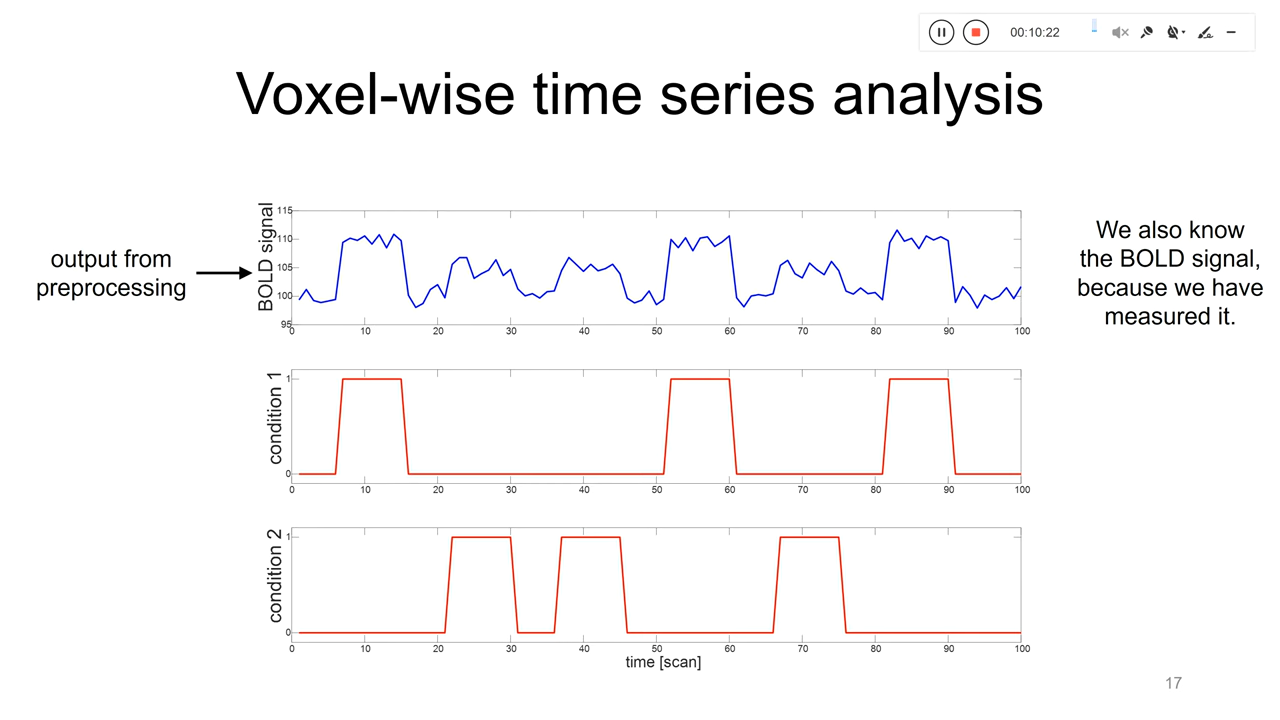 00:10:22
Voxel-wise time series analysis
output from
preprocessing
BOLD signal
115
110
105
100
95
0 10 20 30 40 50 60 70 80 90 100
We also know
the BOLD signal,
because we have
measured it.
condition 1
1
0
0 10 20 30 40 50 60 70 80 90 100
condition 2
1
0
0 10 20 30 40 50 60 70 80 90 100
time [scan]
17